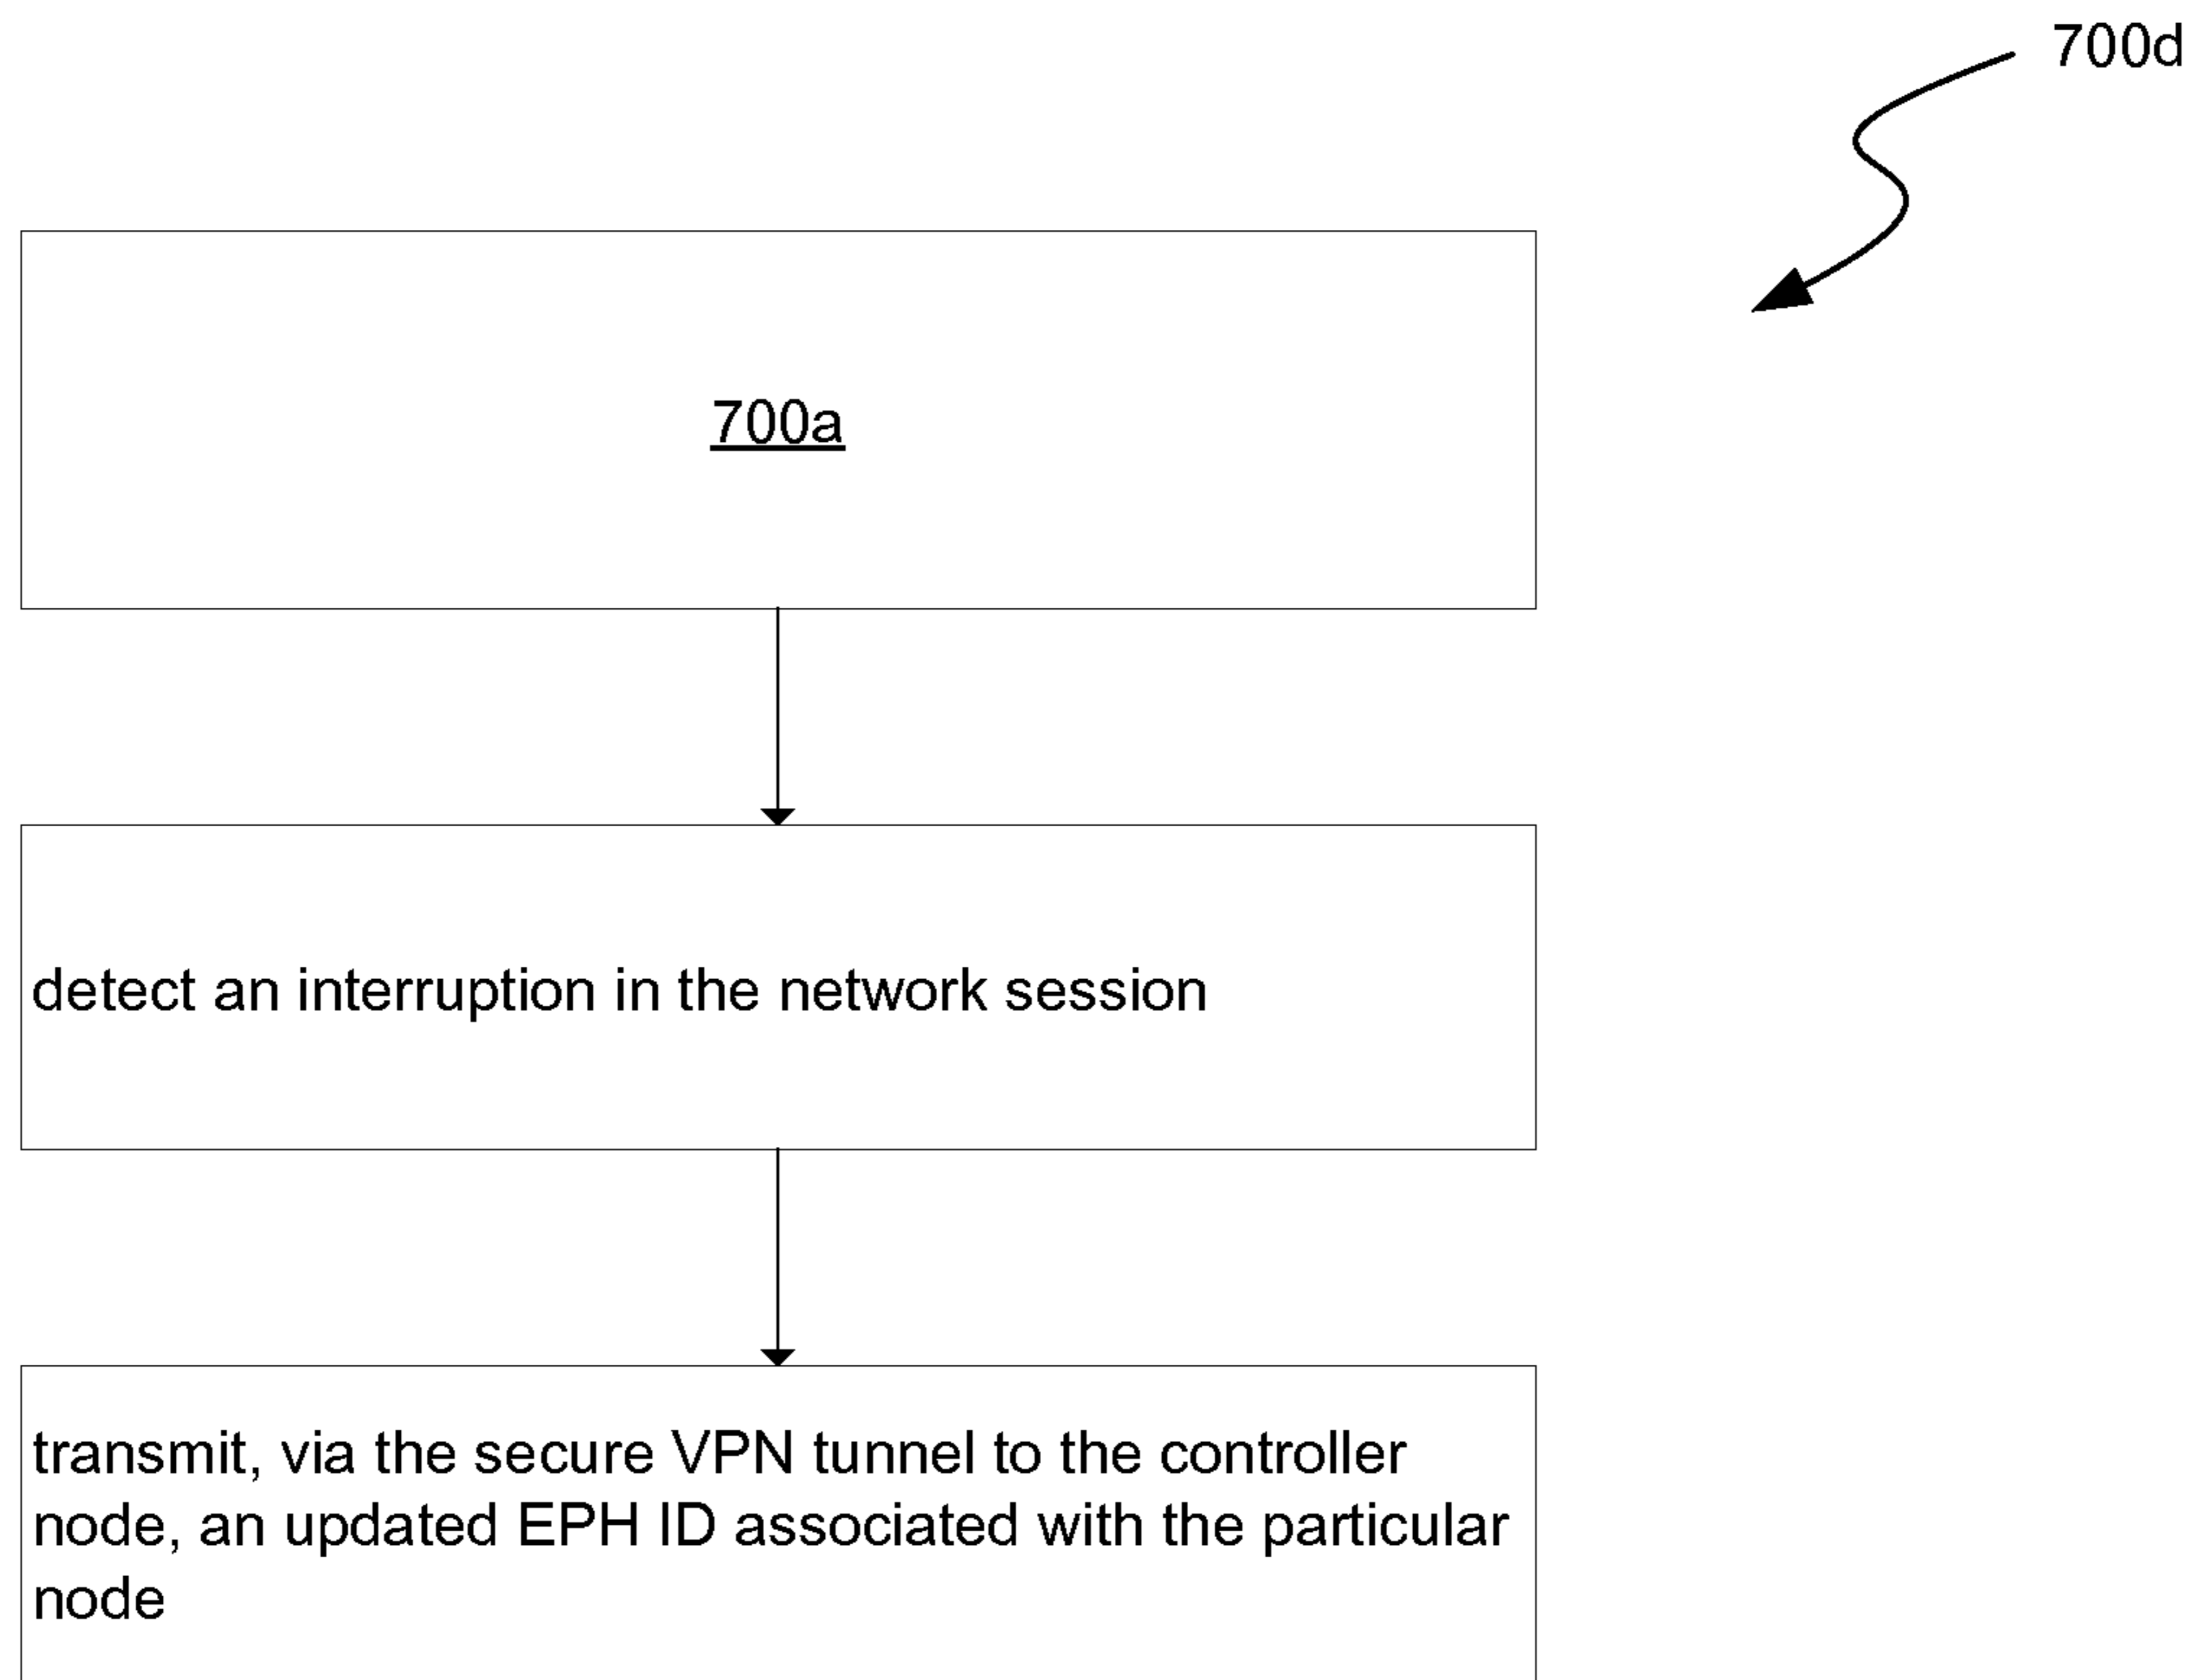 700d
700a
detect an interruption in the network session
transmit, via the secure VPN tunnel to the controller
node, an updated EPH ID associated with the particular
node